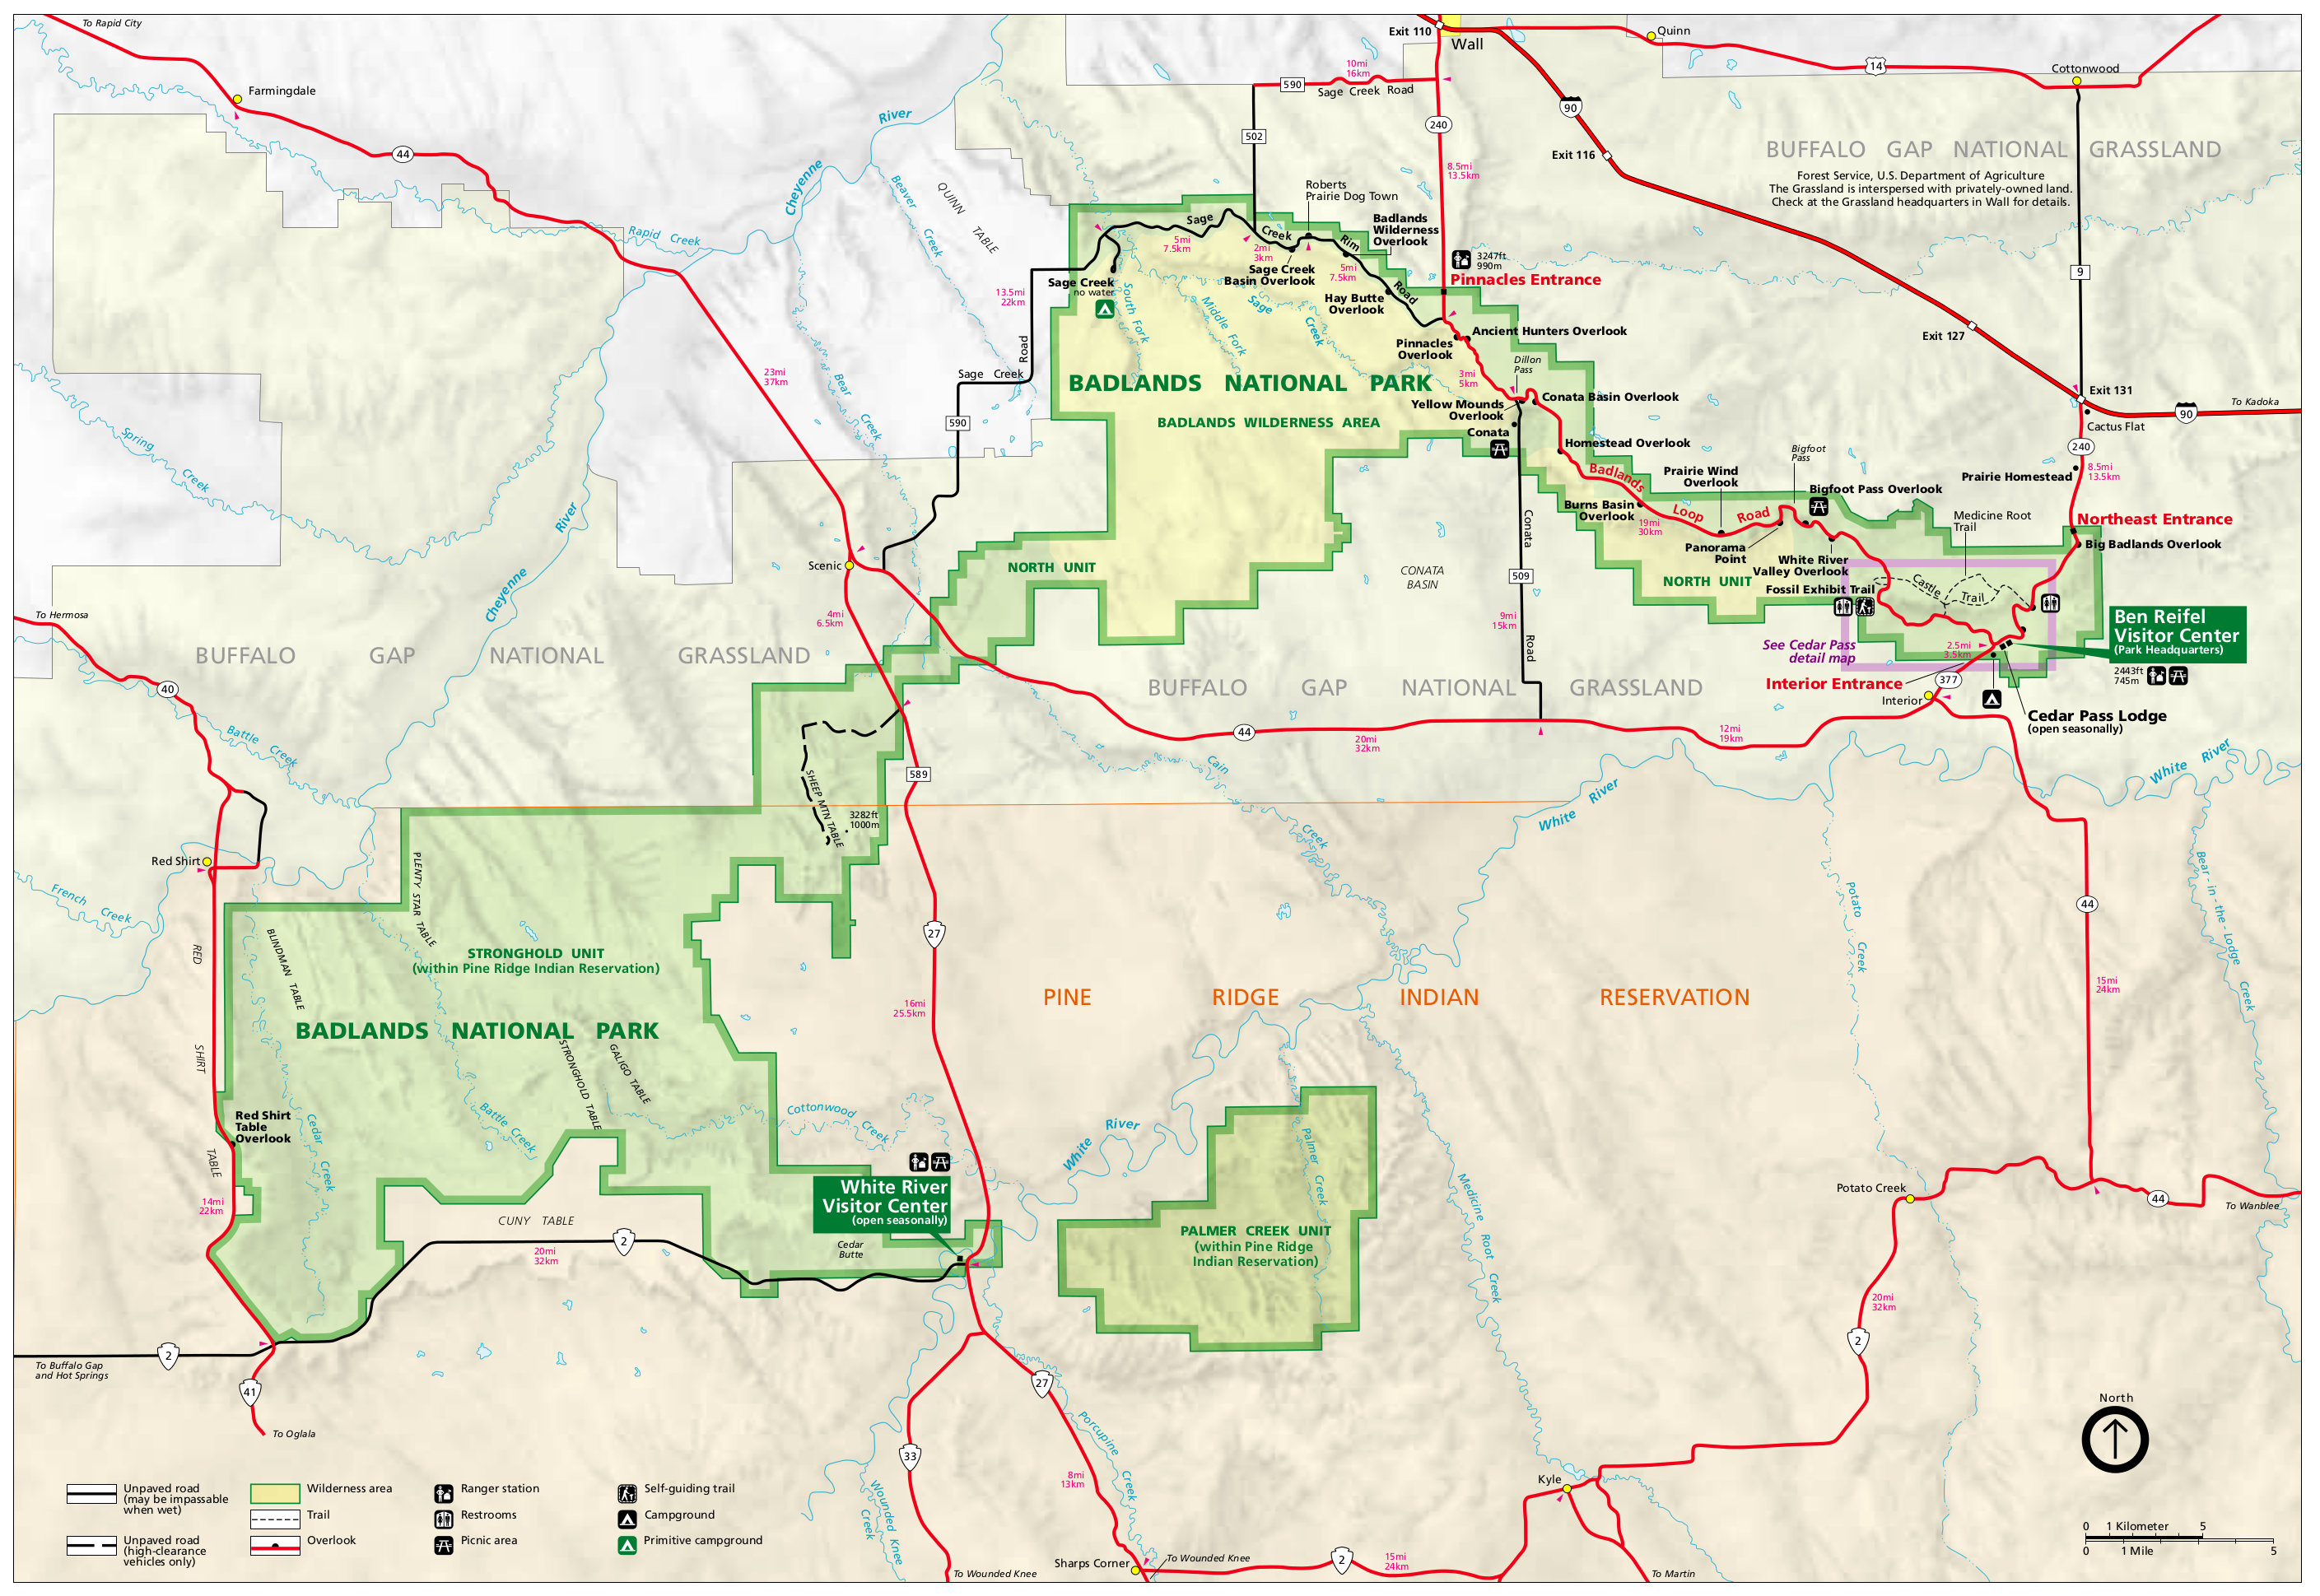 To Rapid City
Farmingdale
44
Rapid Creek
Cheyenne
River
Beaver
Creek
QUINN
TABLE
Exit 110
Wall
Quinn
14
Cottonwood
10mi
16km
590
Sage Creek Road
502
240
90
Exit 116
8.5mi
13.5km
BUFFALO GAP NATIONAL GRASSLAND
Forest Service, U.S. Department of Agriculture
The Grassland is interspersed with privately-owned land.
Check at the Grassland headquarters in Wall for details.
9
Roberts
Prairie Dog Town
Badlands
Wilderness
Overlook
Sage
Creek
Rim
Road
5mi
7.5km
2mi
3km
Sage Creek
Basin Overlook
5mi
7.5km
Hay Butte
Overlook
3247ft
990m
Pinnacles Entrance
Sage Creek
no water
13.5mi
22km
South Fork
Middle Fork
Sage
Creek
Ancient Hunters Overlook
Pinnacles
Overlook
Dillon
Pass
3mi
5km
Exit 127
Exit 131
90
To Kadoka
Cactus Flat
240
Prairie Homestead
8.5mi
13.5km
Road
Sage Creek
590
23mi
37km
Bear
Creek
BADLANDS NATIONAL PARK
BADLANDS WILDERNESS AREA
Yellow Mounds
Overlook
Conata Basin Overlook
Conata
Homestead Overlook
Badlands
Loop
Road
Prairie Wind
Overlook
Bigfoot
Pass
Bigfoot Pass Overlook
Burns Basin
Overlook
19mi
30km
Panorama
Point
White River
Valley Overlook
Medicine Root
Trail
Northeast Entrance
Big Badlands Overlook
Spring
Creek
Cheyenne
River
Scenic
NORTH UNIT
CONATA
BASIN
Conata
509
Road
9mi
15km
NORTH UNIT
Fossil Exhibit Trail
Castle
Trail
Ben Reifel
Visitor Center
(Park Headquarters)
2443ft
745m
See Cedar Pass
detail map
2.5mi
3.5km
Interior Entrance
377
Interior
Cedar Pass Lodge
(open seasonally)
To Hermosa
4mi
6.5km
BUFFALO GAP NATIONAL GRASSLAND
BUFFALO GAP NATIONAL GRASSLAND
40
Battle Creek
44
20mi
32km
12mi
19km
589
SHEEP MTN TABLE
3282ft
1000m
Cain
Creek
White
River
White River
Red Shirt
French Creek
PLENTY STAR TABLE
BLINDMAN TABLE
RED
SHIRT
TABLE
STRONGHOLD UNIT
(within Pine Ridge Indian Reservation)
BADLANDS NATIONAL PARK
27
16mi
25.5km
PINE RIDGE INDIAN RESERVATION
Potato
Creek
44
15mi
24km
Bear-in-the-Lodge
Creek
STRONGHOLD TABLE
GALIGO TABLE
Red Shirt
Table
Overlook
Cedar
Creek
Battle Creek
Cottonwood
Creek
White
River
Palmer Creek
Medicine Root
Creek
14mi
22km
CUNY TABLE
2
20mi
32km
White River
Visitor Center
(open seasonally)
Cedar
Butte
PALMER CREEK UNIT
(within Pine Ridge
Indian Reservation)
Potato Creek
44
To Wanblee
20mi
32km
2
2
To Buffalo Gap
and Hot Springs
41
To Oglala
33
27
Porcupine
Creek
8mi
13km
Wounded Knee
Creek
To Wounded Knee
Sharps Corner
To Wounded Knee
2
15mi
24km
Kyle
To Martin
North
0 1 Kilometer 5
0 1 Mile 5
Unpaved road
(may be impassable
when wet)
Unpaved road
(high-clearance
vehicles only)
Wilderness area
Trail
Overlook
Ranger station
Restrooms
Picnic area
Self-guiding trail
Campground
Primitive campground